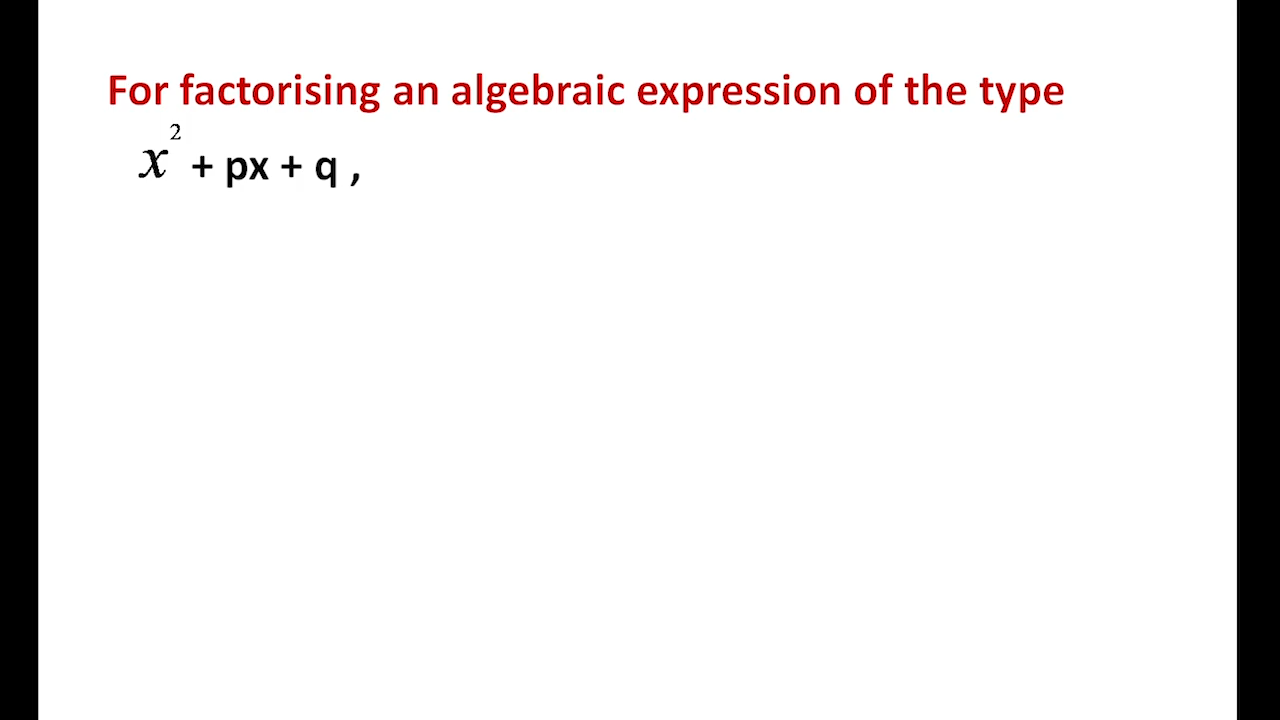 For factorising an algebraic expression of the type
x² + px + q ,